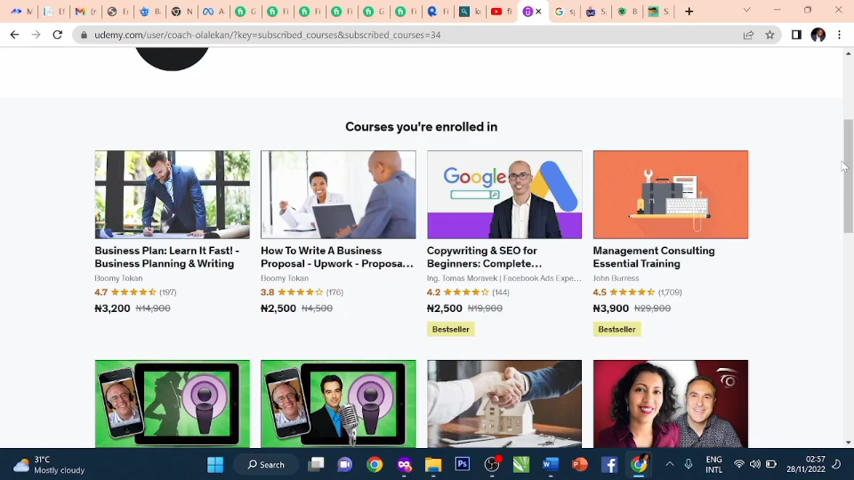 udemy.com/user/coach-olalekan/?key=subscribed_courses&subscribed_courses=34
Courses you're enrolled in
Google
Business Plan: Learn It Fast! -
Business Planning & Writing
Boomy Tokan
4.7 (197)
₦3,200 ₦14,900
How To Write A Business
Proposal - Upwork - Proposa...
Boomy Tokan
3.8 (176)
₦2,500 ₦4,500
Copywriting & SEO for
Beginners: Complete...
Ing. Tomas Moravek | Facebook Ads Expe...
4.2 (144)
₦2,500 ₦19,900
Bestseller
Management Consulting
Essential Training
John Burress
4.5 (1,709)
₦3,900 ₦29,900
Bestseller
31°C
Mostly cloudy
Search
ENG
INTL
02:57
28/11/2022